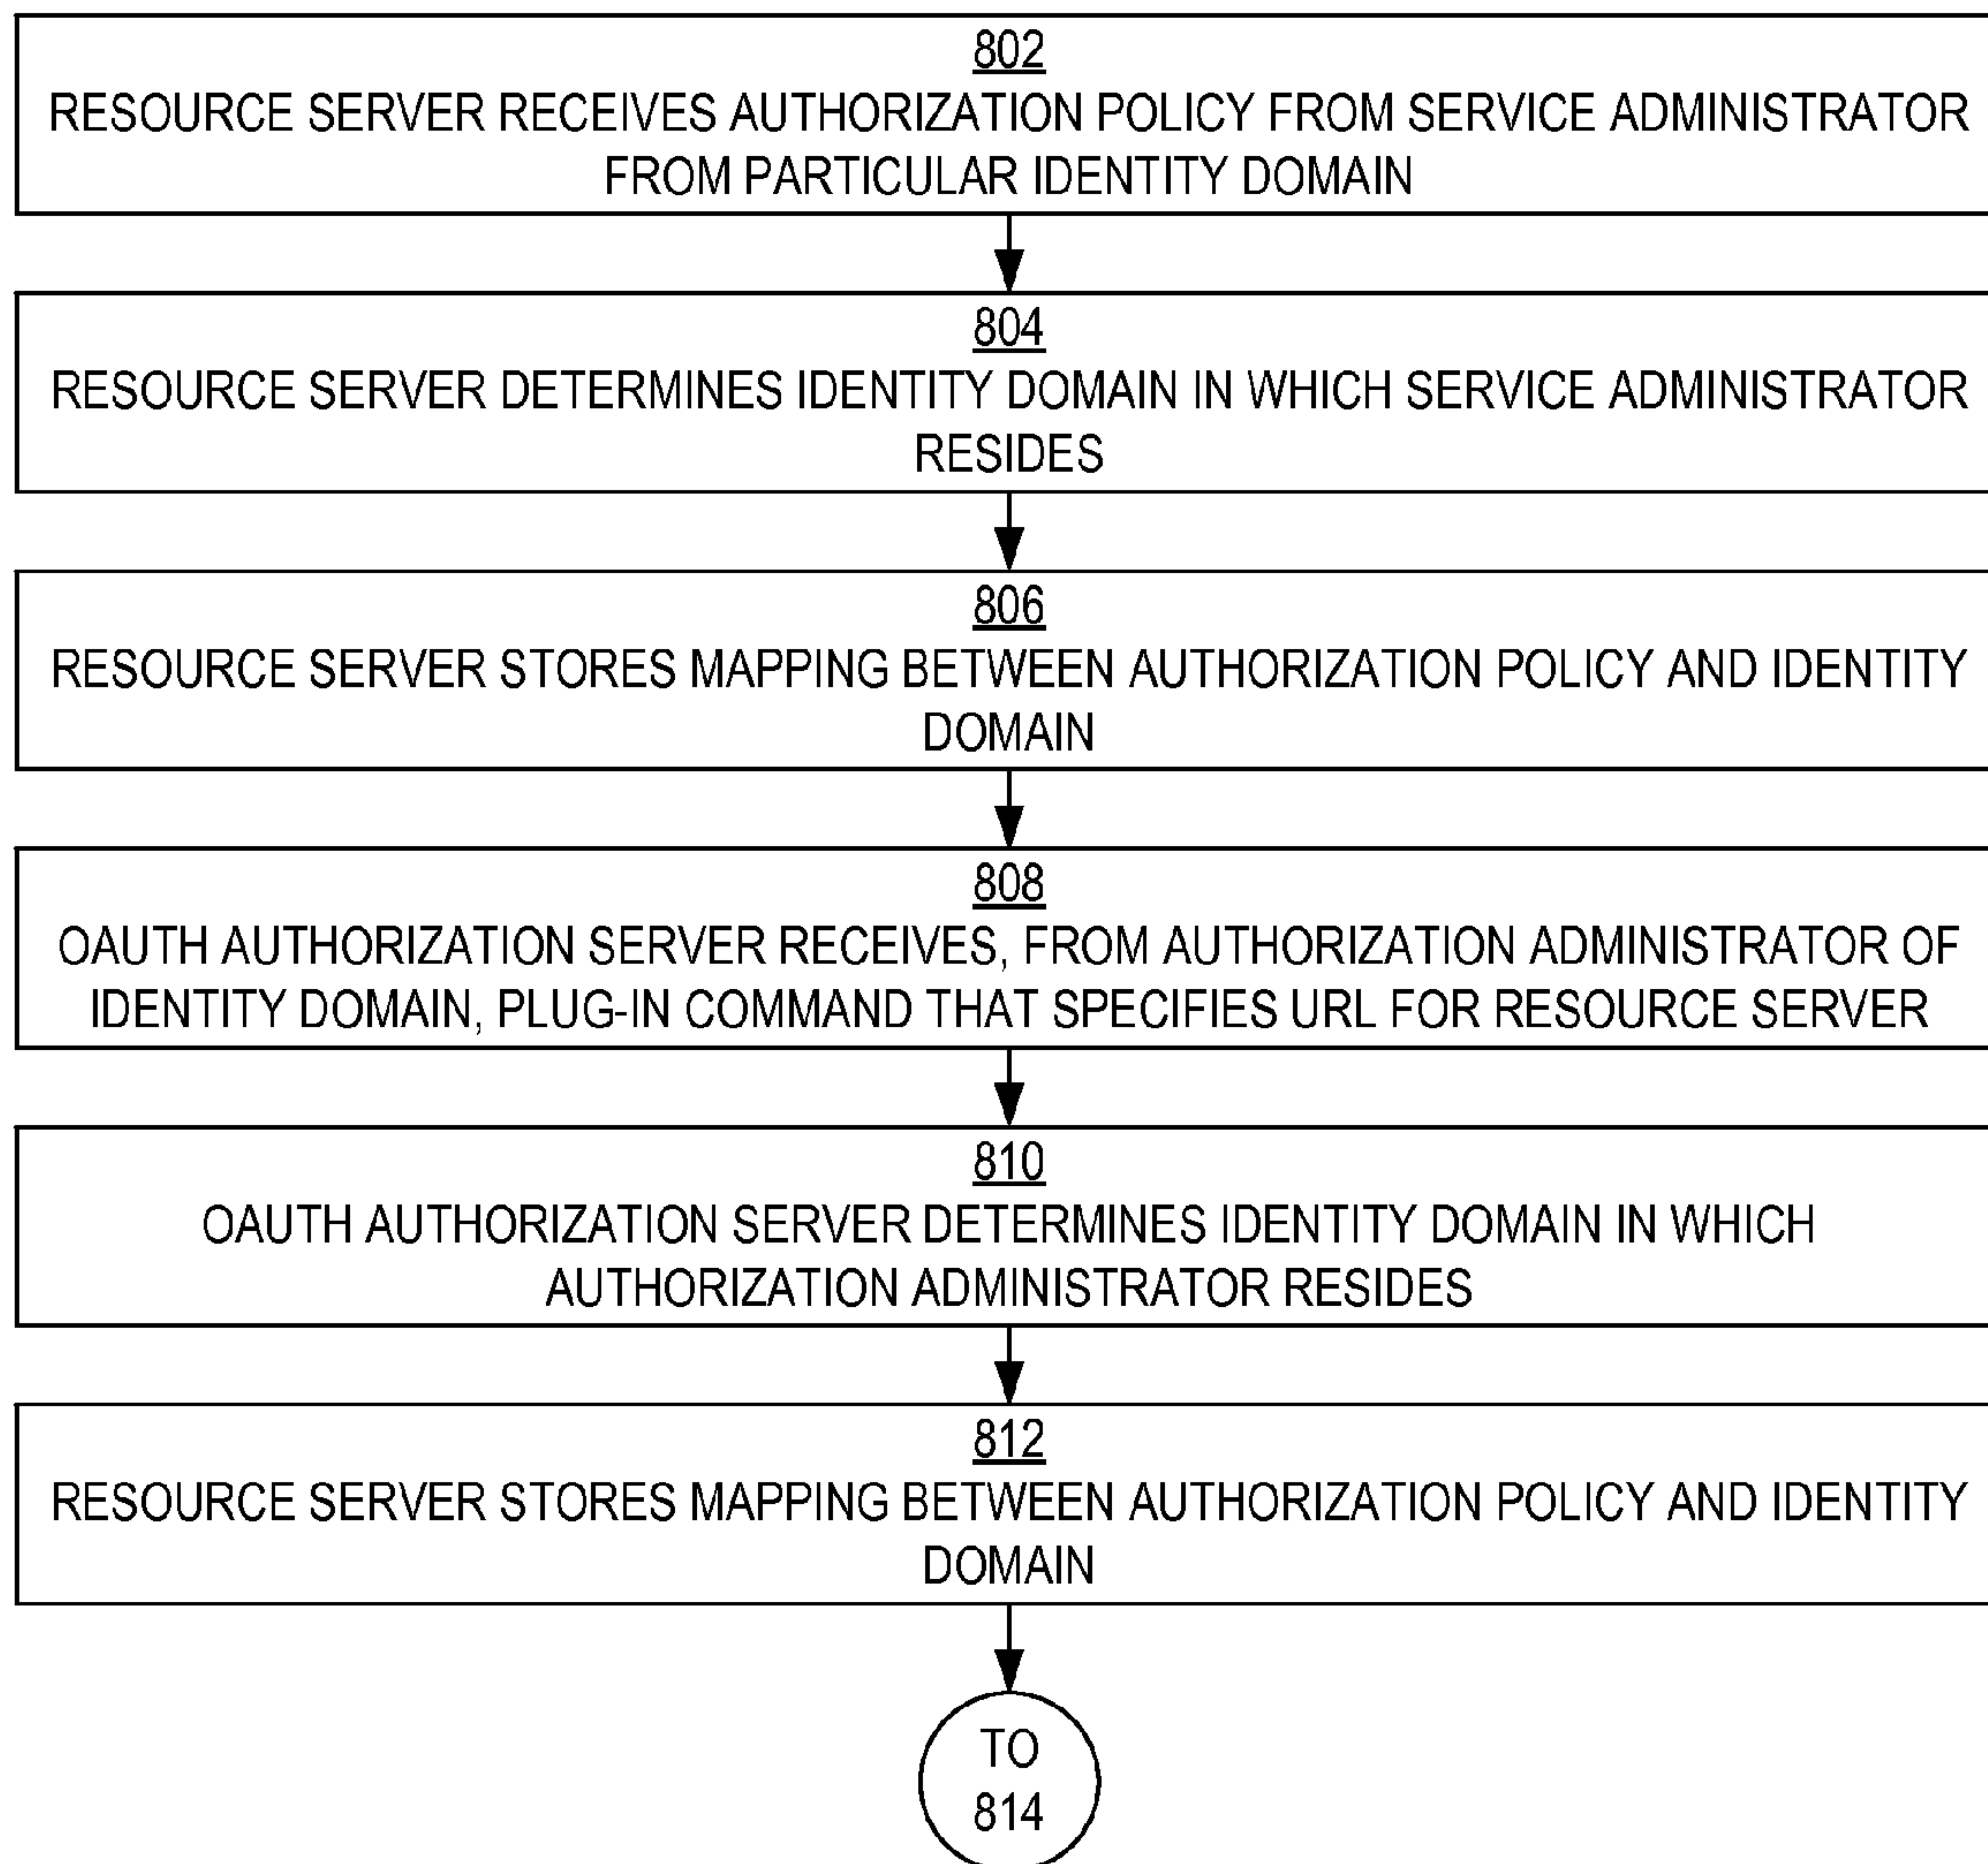 802
RESOURCE SERVER RECEIVES AUTHORIZATION POLICY FROM SERVICE ADMINISTRATOR
FROM PARTICULAR IDENTITY DOMAIN
804
RESOURCE SERVER DETERMINES IDENTITY DOMAIN IN WHICH SERVICE ADMINISTRATOR
RESIDES
806
RESOURCE SERVER STORES MAPPING BETWEEN AUTHORIZATION POLICY AND IDENTITY
DOMAIN
808
OAUTH AUTHORIZATION SERVER RECEIVES, FROM AUTHORIZATION ADMINISTRATOR OF
IDENTITY DOMAIN, PLUG-IN COMMAND THAT SPECIFIES URL FOR RESOURCE SERVER
810
OAUTH AUTHORIZATION SERVER DETERMINES IDENTITY DOMAIN IN WHICH
AUTHORIZATION ADMINISTRATOR RESIDES
812
RESOURCE SERVER STORES MAPPING BETWEEN AUTHORIZATION POLICY AND IDENTITY
DOMAIN
TO
814